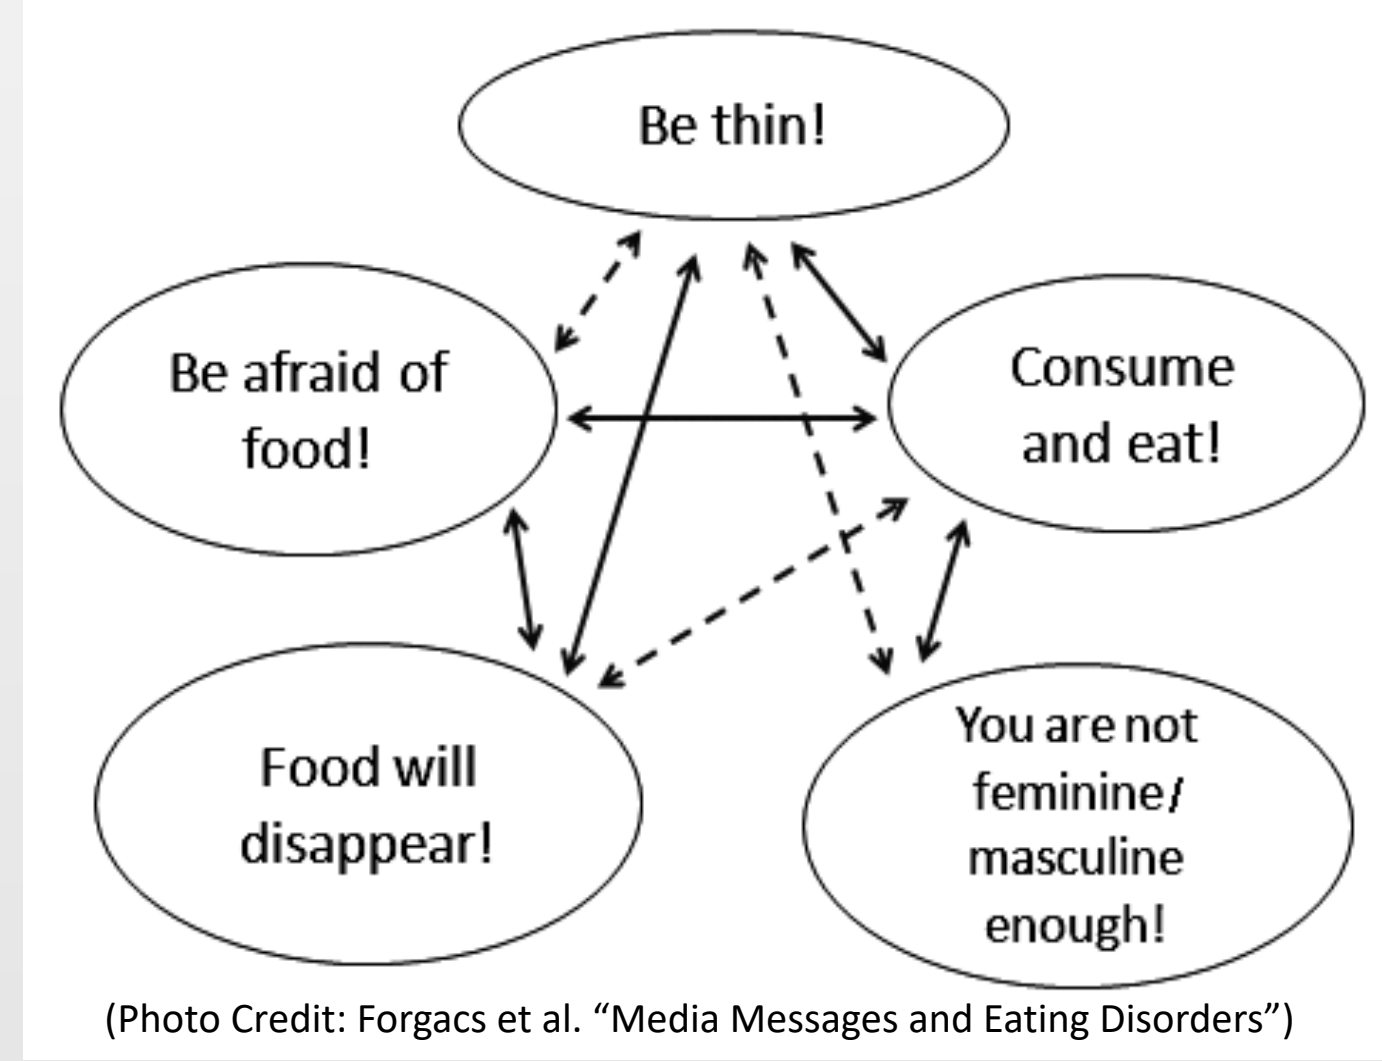 Be thin!
Be afraid of
food!
Consume
and eat!
Food will
disappear!
You are not
feminine/
masculine
enough!
(Photo Credit: Forgacs et al. “Media Messages and Eating Disorders”)